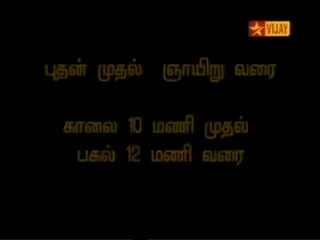 VIJAY
புதன் முதல் ஞாயிறு வரை
காலை 10 மணி முதல்
பகல் 12 மணி வரை